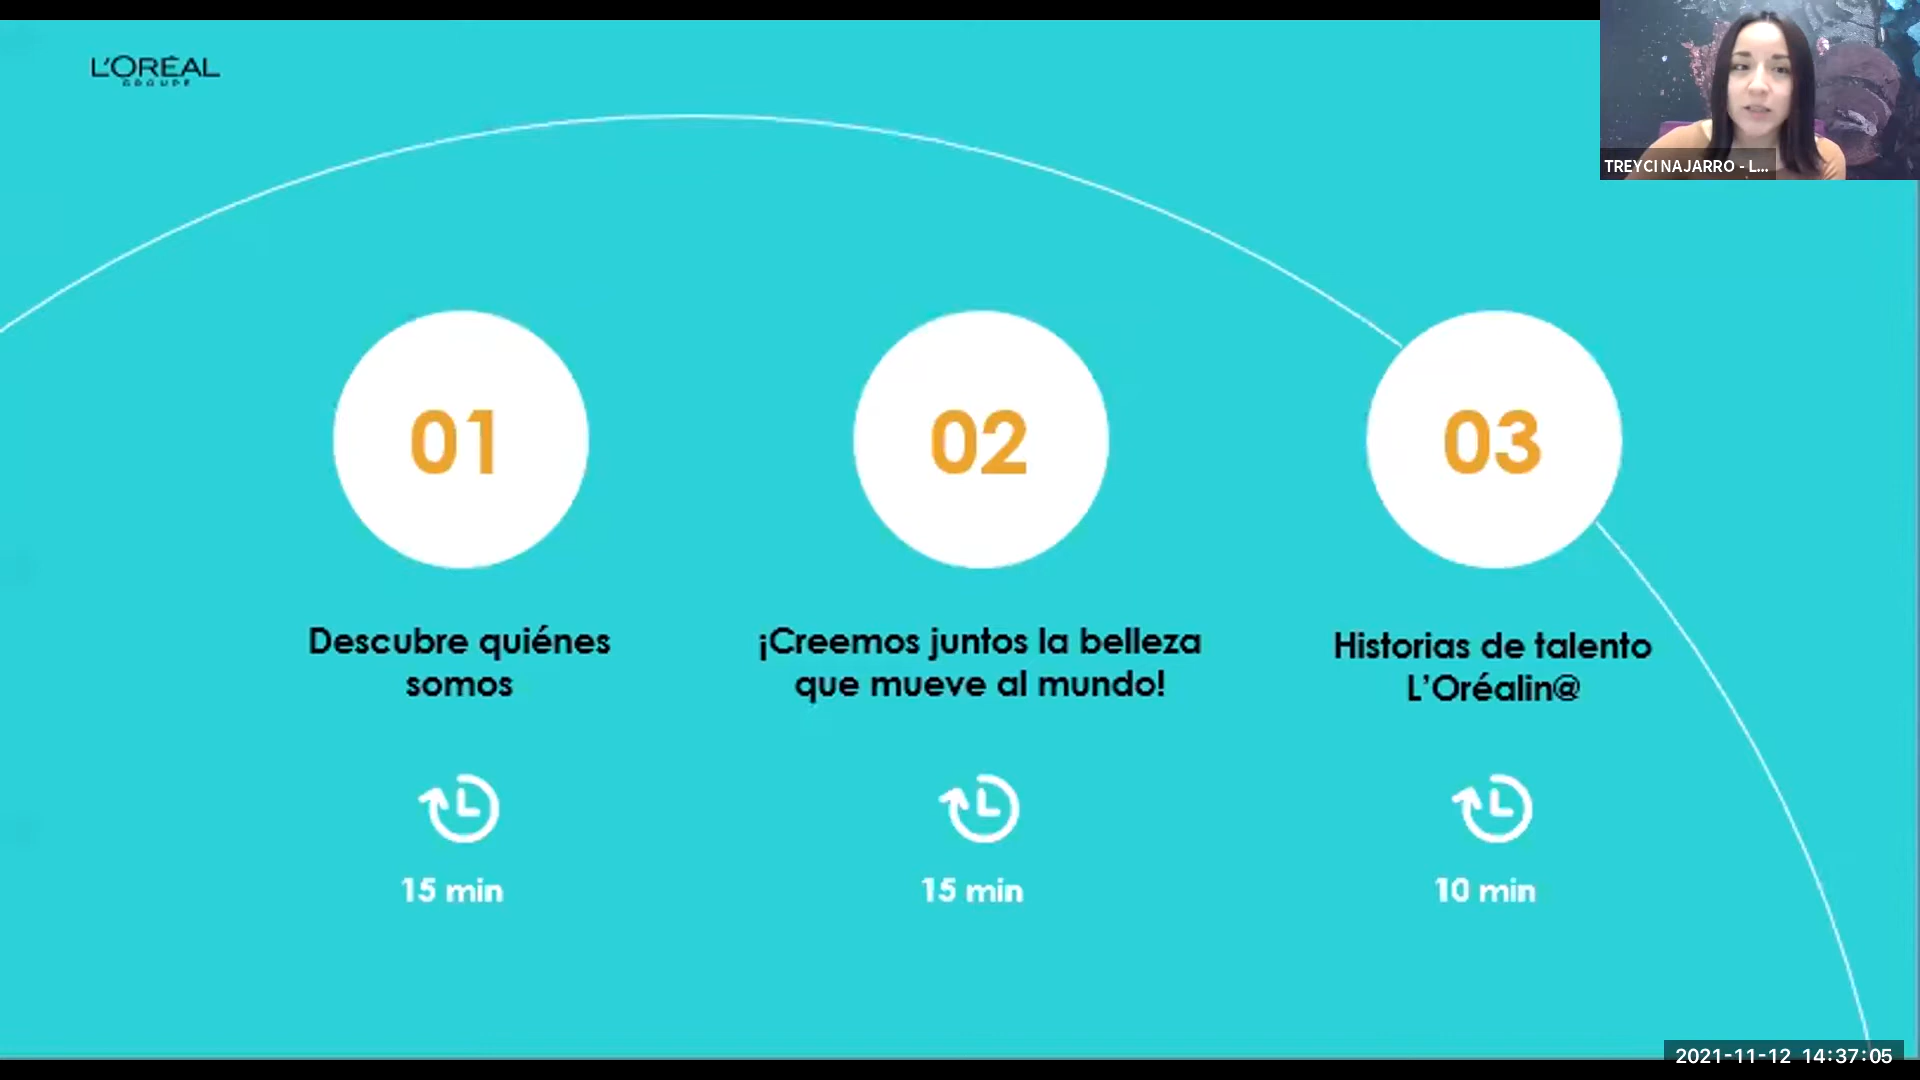 L'ORÉAL
GROUPE
TREYCI NAJARRO - L...
01
02
03
Descubre quiénes
somos
¡Creemos juntos la belleza
que mueve al mundo!
Historias de talento
L'Oréalin@
15 min
15 min
10 min
2021-11-12 14:37:05